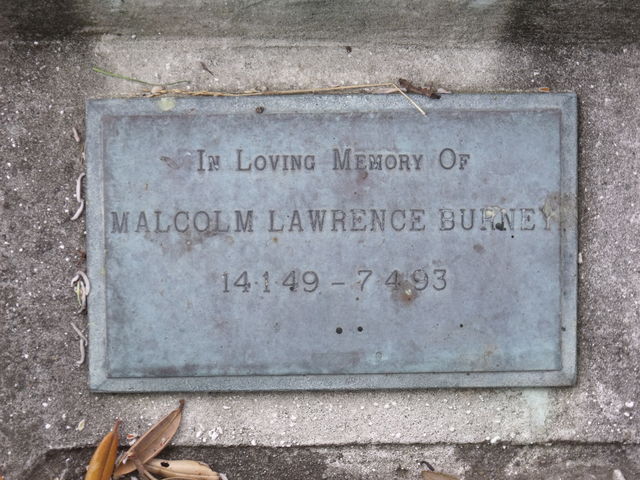 In Loving Memory Of
MALCOLM LAWRENCE BURNEY
14·1·49 – 7·4·93